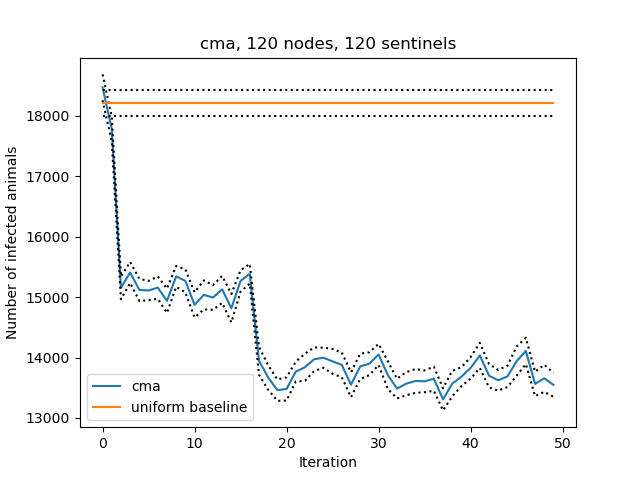 cma, 120 nodes, 120 sentinels
Number of infected animals
18000
17000
16000
15000
14000
13000
cma
uniform baseline
0
10
20
30
40
50
Iteration